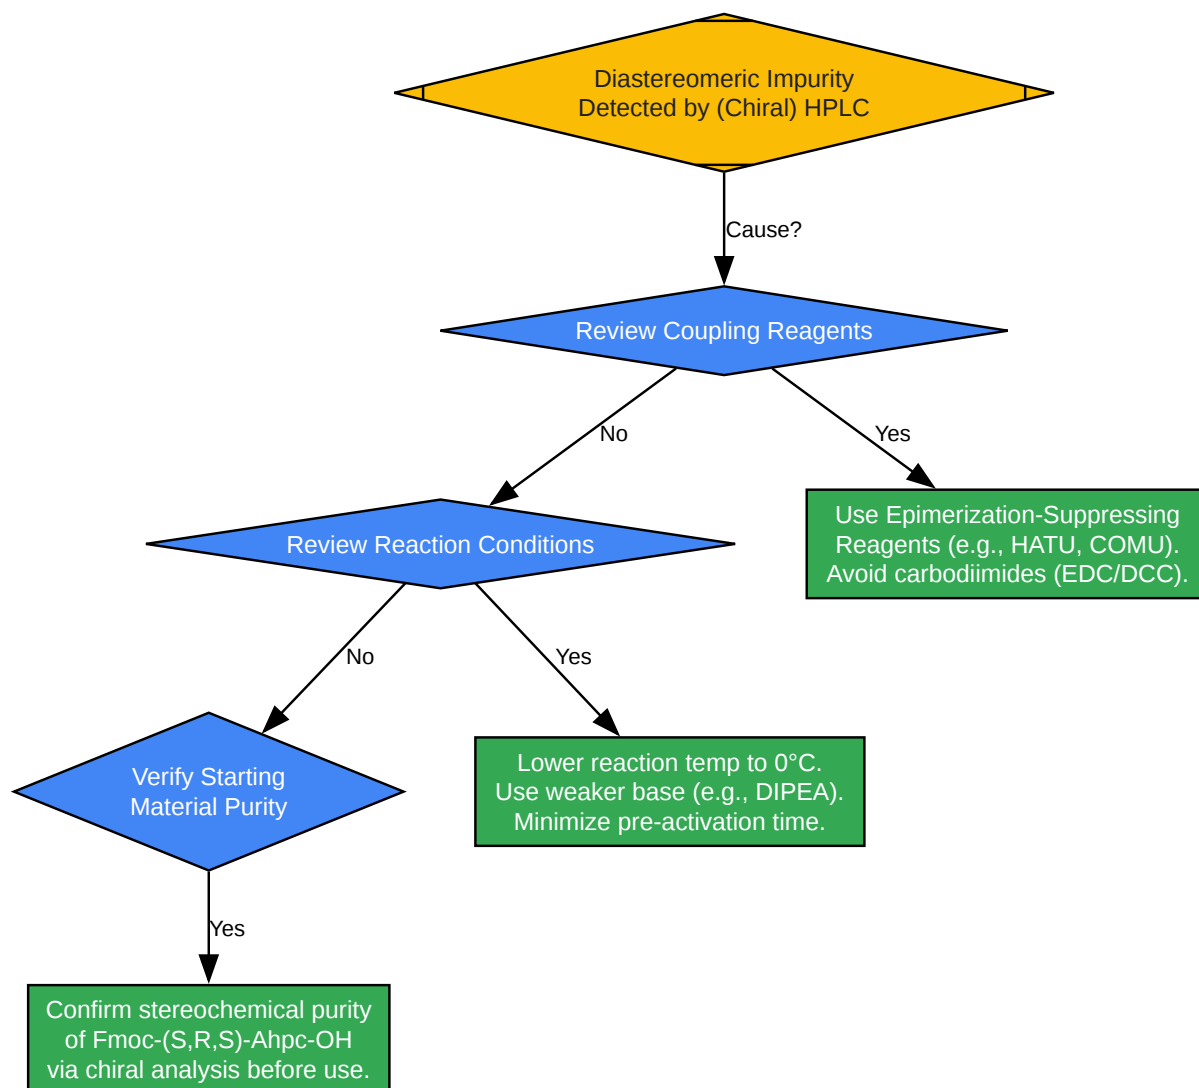 Diastereomeric Impurity
Detected by (Chiral) HPLC
Cause?
Review Coupling Reagents
No
Yes
Use Epimerization-Suppressing
Reagents (e.g., HATU, COMU).
Avoid carbodiimides (EDC/DCC).
Review Reaction Conditions
No
Yes
Verify Starting
Material Purity
Lower reaction temp to 0°C.
Use weaker base (e.g., DIPEA).
Minimize pre-activation time.
Yes
Confirm stereochemical purity
of Fmoc-(S,R,S)-Ahpc-OH
via chiral analysis before use.